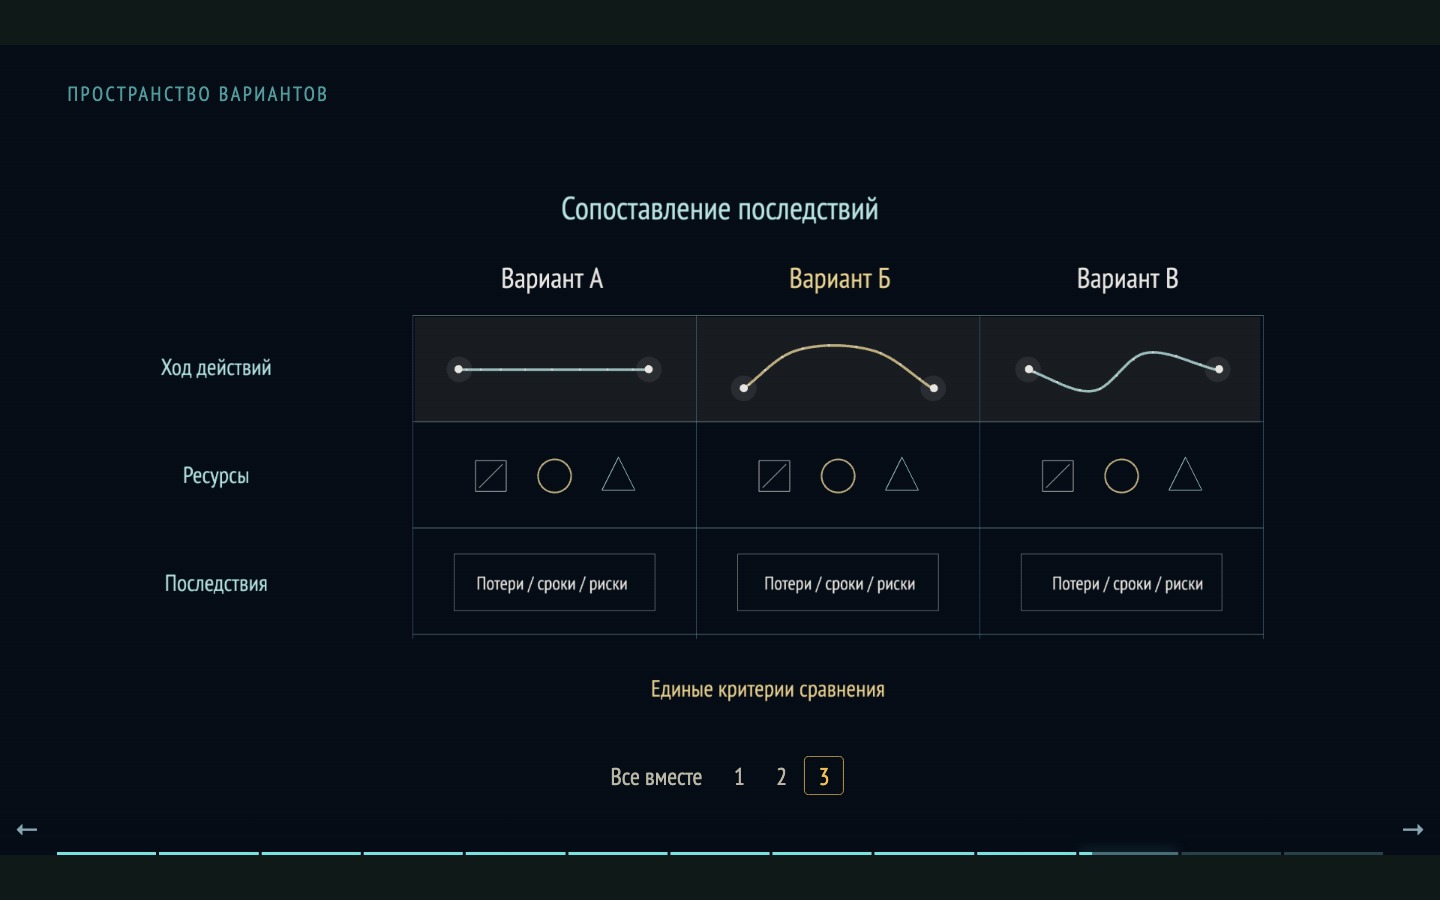 ПРОСТРАНСТВО ВАРИАНТОВ
Сопоставление последствий
Вариант А Вариант Б Вариант В
Ход действий
Ресурсы
Последствия Потери / сроки / риски Потери / сроки / риски Потери / сроки / риски
Единые критерии сравнения
Все вместе 1 2 3
← →